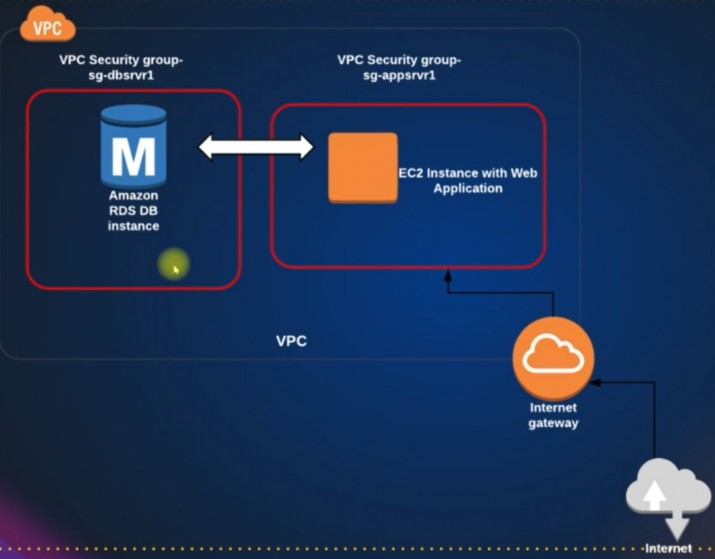 VPC
VPC Security group-
sg-dbsrvr1
VPC Security group-
sg-appsrvr1
M
Amazon
RDS DB
instance
EC2 Instance with Web
Application
VPC
Internet
gateway
Internet